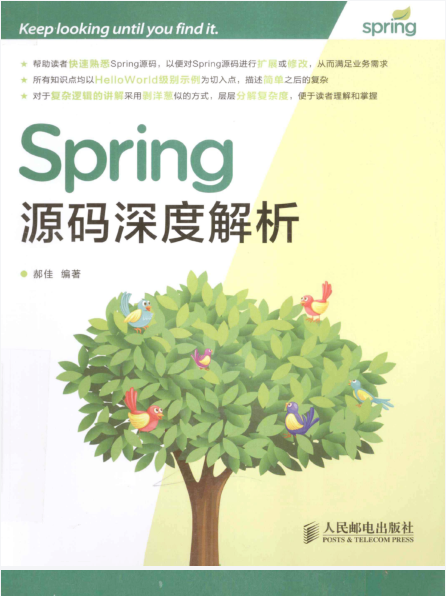 Keep looking until you find it.
spring
★ 帮助读者快速熟悉Spring源码，以便对Spring源码进行扩展或修改，从而满足业务需求
★ 所有知识点均以HelloWorld级别示例为切入点，描述简单之后的复杂
★ 对于复杂逻辑的讲解采用剥洋葱似的方式，层层分解复杂度，便于读者理解和掌握
Spring
源码深度解析
郝佳 编著
人民邮电出版社
POSTS & TELECOM PRESS